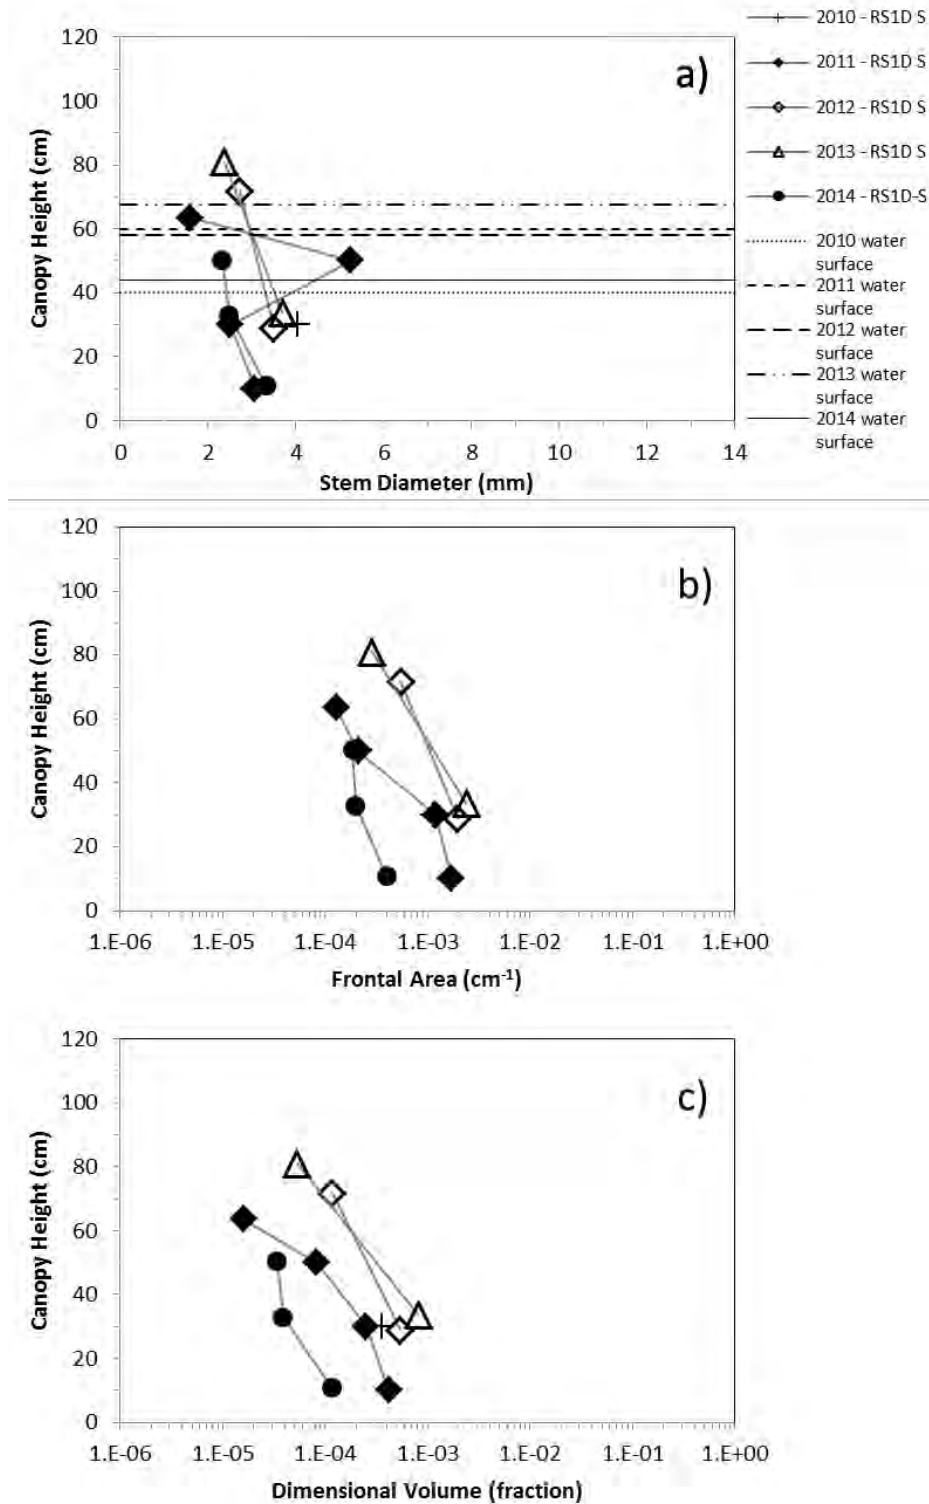 2010 - RS1D S
2011 - RS1D S
2012 - RS1D S
2013 - RS1D S
2014 - RS1D-S
2010 water
surface
2011 water
surface
2012 water
surface
2013 water
surface
2014 water
surface
a)
120
100
80
60
40
20
0
Canopy Height (cm)
0 2 4 6 8 10 12 14
Stem Diameter (mm)
b)
120
100
80
60
40
20
0
Canopy Height (cm)
1.E-06 1.E-05 1.E-04 1.E-03 1.E-02 1.E-01 1.E+00
Frontal Area (cm-1)
c)
120
100
80
60
40
20
0
Canopy Height (cm)
1.E-06 1.E-05 1.E-04 1.E-03 1.E-02 1.E-01 1.E+00
Dimensional Volume (fraction)